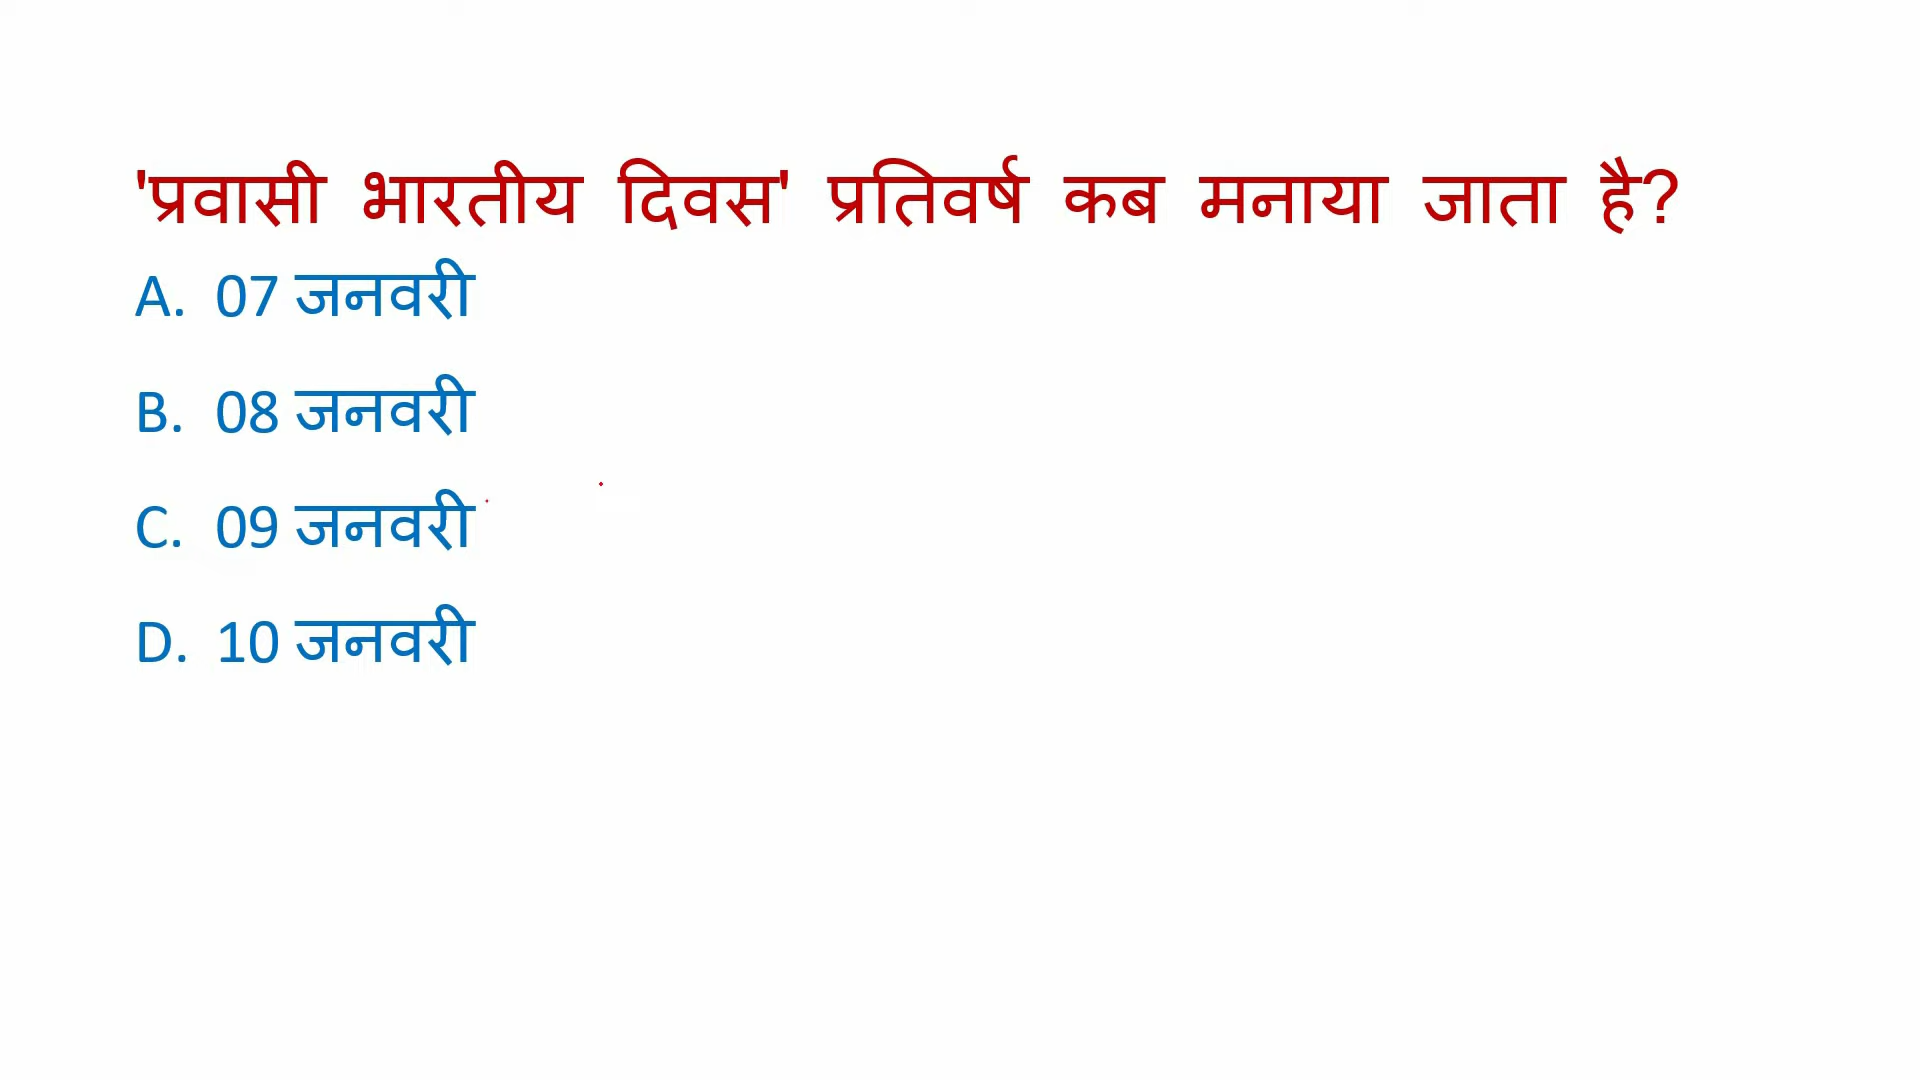 'प्रवासी भारतीय दिवस' प्रतिवर्ष कब मनाया जाता है?
A. 07 जनवरी
B. 08 जनवरी
C. 09 जनवरी
D. 10 जनवरी